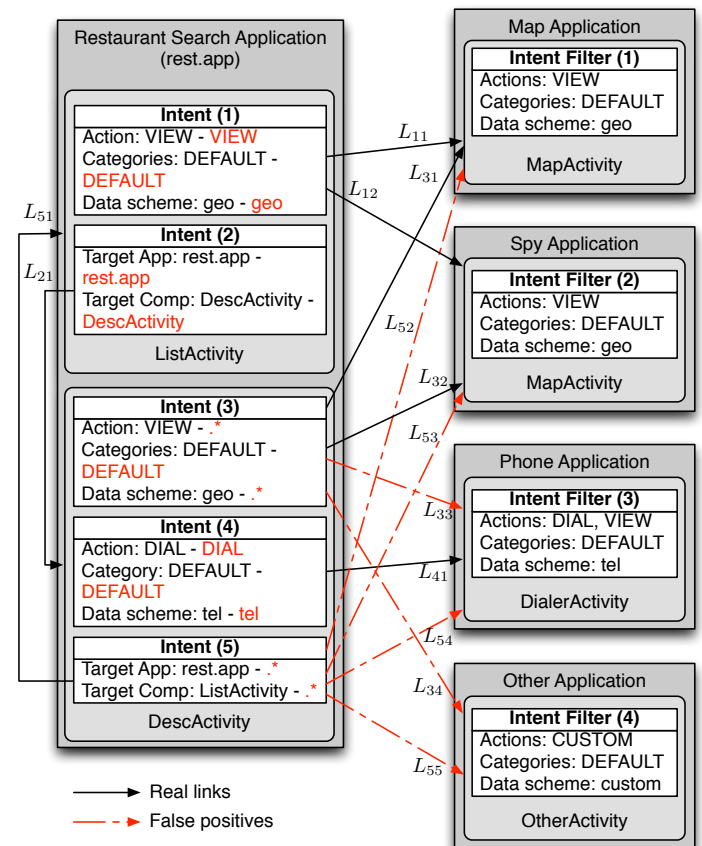 Restaurant Search Application
(rest.app)
Intent (1)
Action: VIEW - VIEW
Categories: DEFAULT -
DEFAULT
Data scheme: geo - geo
Intent (2)
Target App: rest.app -
rest.app
Target Comp: DescActivity -
DescActivity
ListActivity
Intent (3)
Action: VIEW - .*
Categories: DEFAULT -
DEFAULT
Data scheme: geo - .*
Intent (4)
Action: DIAL - DIAL
Category: DEFAULT -
DEFAULT
Data scheme: tel - tel
Intent (5)
Target App: rest.app - .*
Target Comp: ListActivity - .*
DescActivity
L51
L21
L11
L31
L12
L52
L32
L53
L33
L41
L54
L34
L55
Map Application
Intent Filter (1)
Actions: VIEW
Categories: DEFAULT
Data scheme: geo
MapActivity
Spy Application
Intent Filter (2)
Actions: VIEW
Categories: DEFAULT
Data scheme: geo
MapActivity
Phone Application
Intent Filter (3)
Actions: DIAL, VIEW
Categories: DEFAULT
Data scheme: tel
DialerActivity
Other Application
Intent Filter (4)
Actions: CUSTOM
Categories: DEFAULT
Data scheme: custom
OtherActivity
Real links
False positives